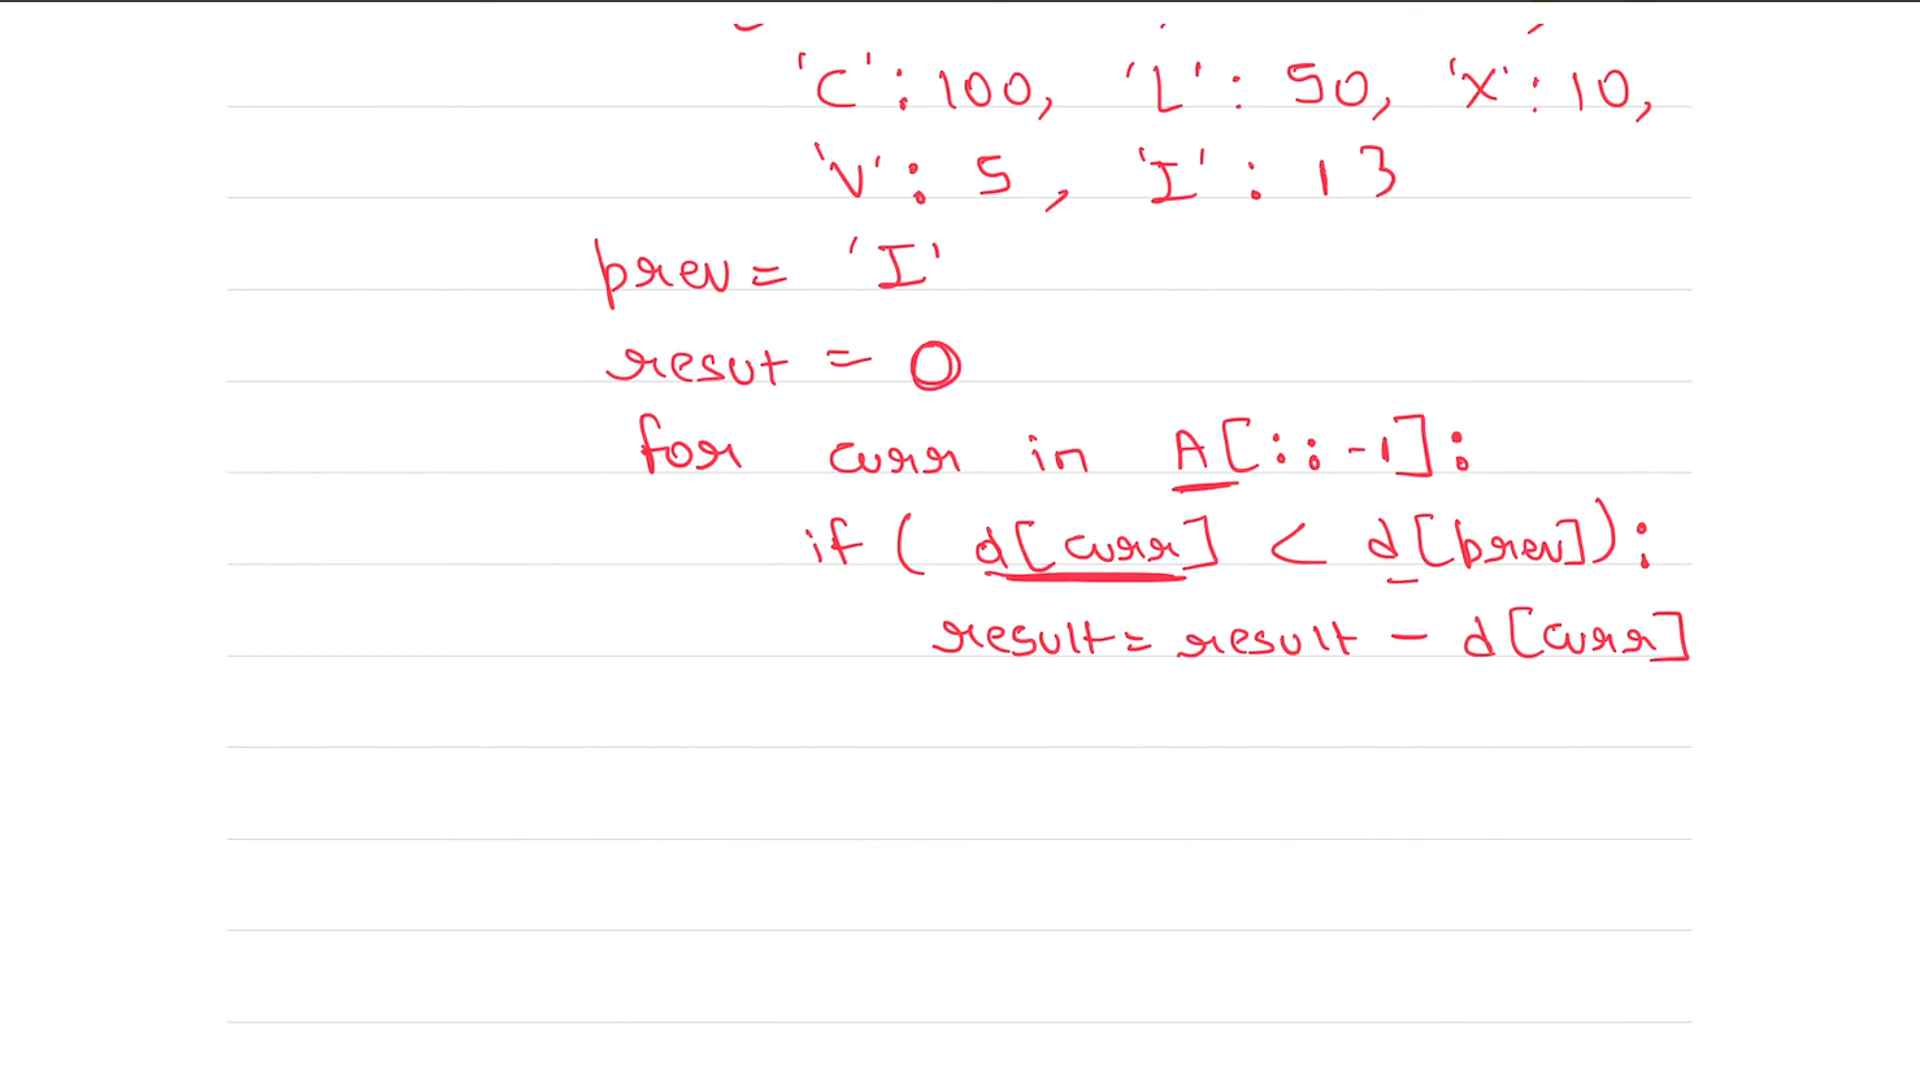 'C': 100, 'L': 50, 'X': 10,
'V': 5, 'I': 1}
prev = 'I'
resut = 0
for curr in A[::-1]:
if (d[curr] < d[prev]):
result = result - d[curr]